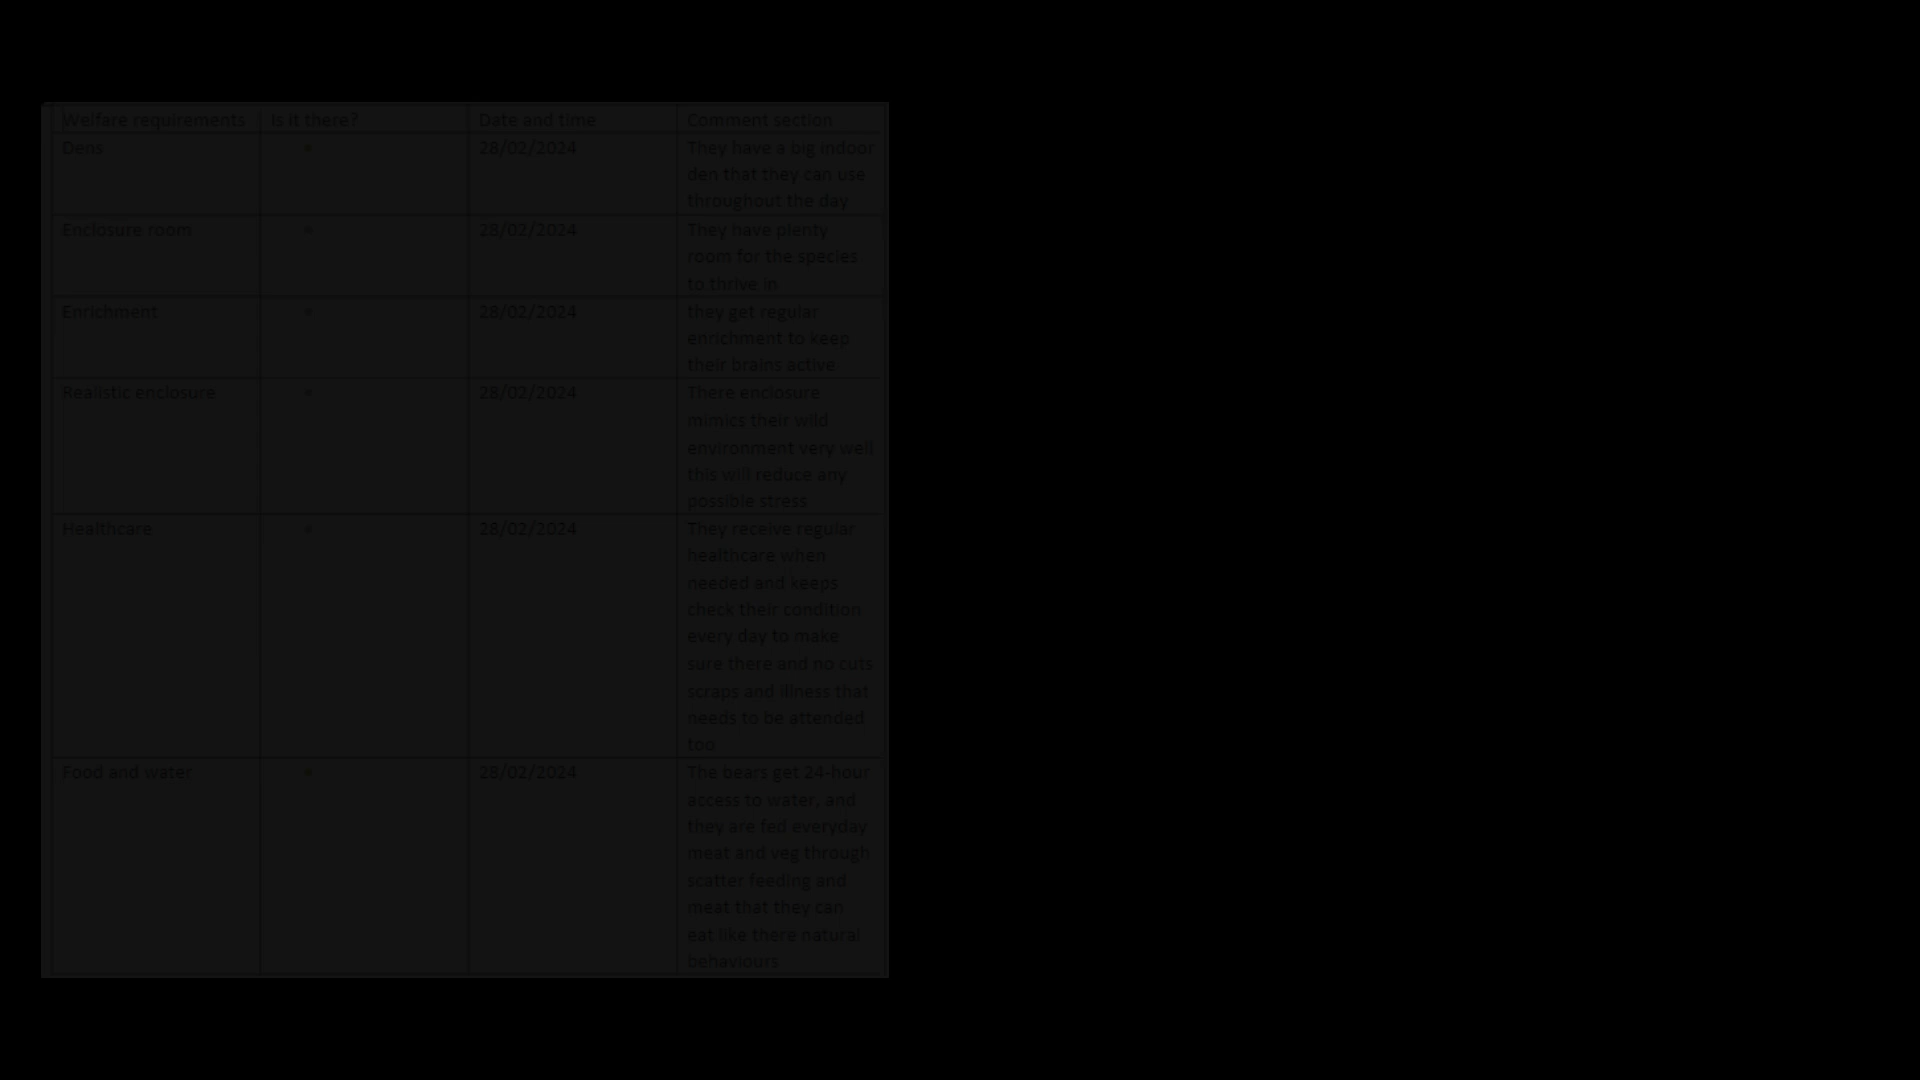 Welfare requirements Is it there? Date and time Comment section
Dens 28/02/2024 They have a big indoor
den that they can use
throughout the day
Enclosure room 28/02/2024 They have plenty
room for the species
to thrive in
Enrichment 28/02/2024 they get regular
enrichment to keep
their brains active
Realistic enclosure 28/02/2024 There enclosure
mimics their wild
environment very well
this will reduce any
possible stress
Healthcare 28/02/2024 They receive regular
healthcare when
needed and keeps
check their condition
every day to make
sure there and no cuts
scraps and illness that
needs to be attended
too
Food and water 28/02/2024 The bears get 24-hour
access to water, and
they are fed everyday
meat and veg through
scatter feeding and
meat that they can
eat like there natural
behaviours